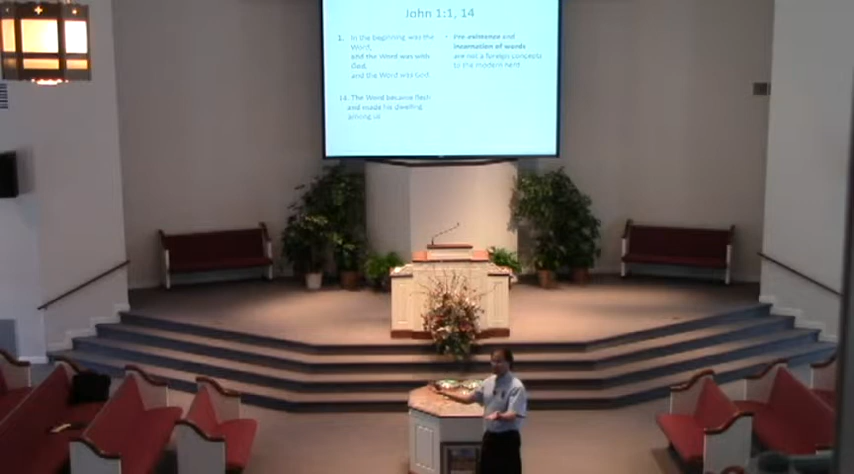 John 1:1, 14
1. In the beginning was the
Word,
and the Word was with
God,
and the Word was God.
14. The Word became flesh
and made his dwelling
among us
• Pre-existence and
incarnation of words
are not a foreign concepts
to the modern